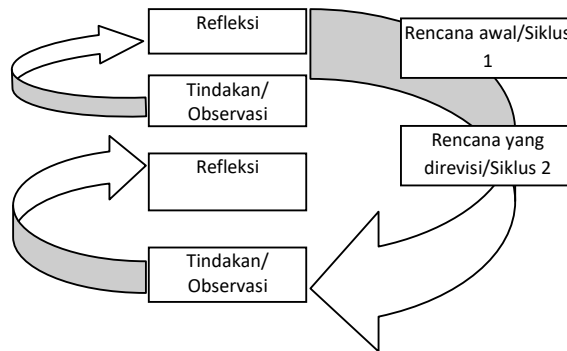 Refleksi
Rencana awal/Siklus
1
Tindakan/
Observasi
Rencana yang
direvisi/Siklus 2
Refleksi
Tindakan/
Observasi